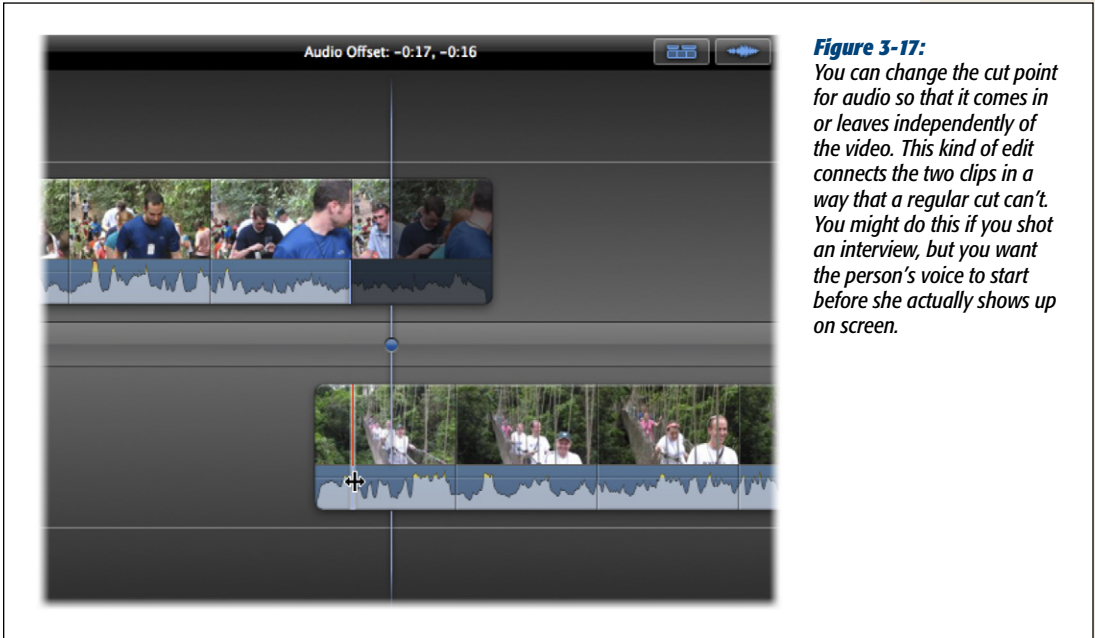 Audio Offset: −0:17, −0:16
Figure 3-17:
You can change the cut point
for audio so that it comes in
or leaves independently of
the video. This kind of edit
connects the two clips in a
way that a regular cut can't.
You might do this if you shot
an interview, but you want
the person's voice to start
before she actually shows up
on screen.